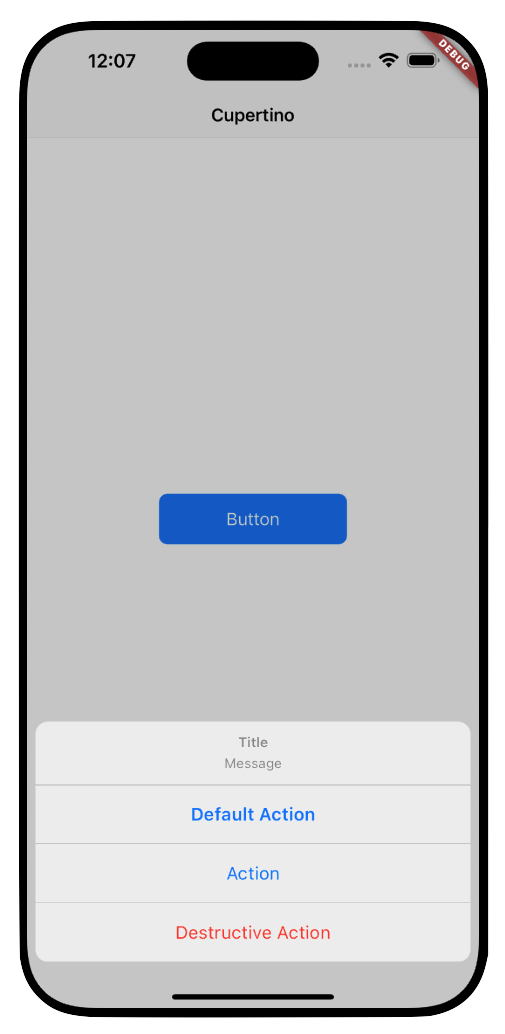 12:07
DEBUG
Cupertino
Button
Title
Message
Default Action
Action
Destructive Action